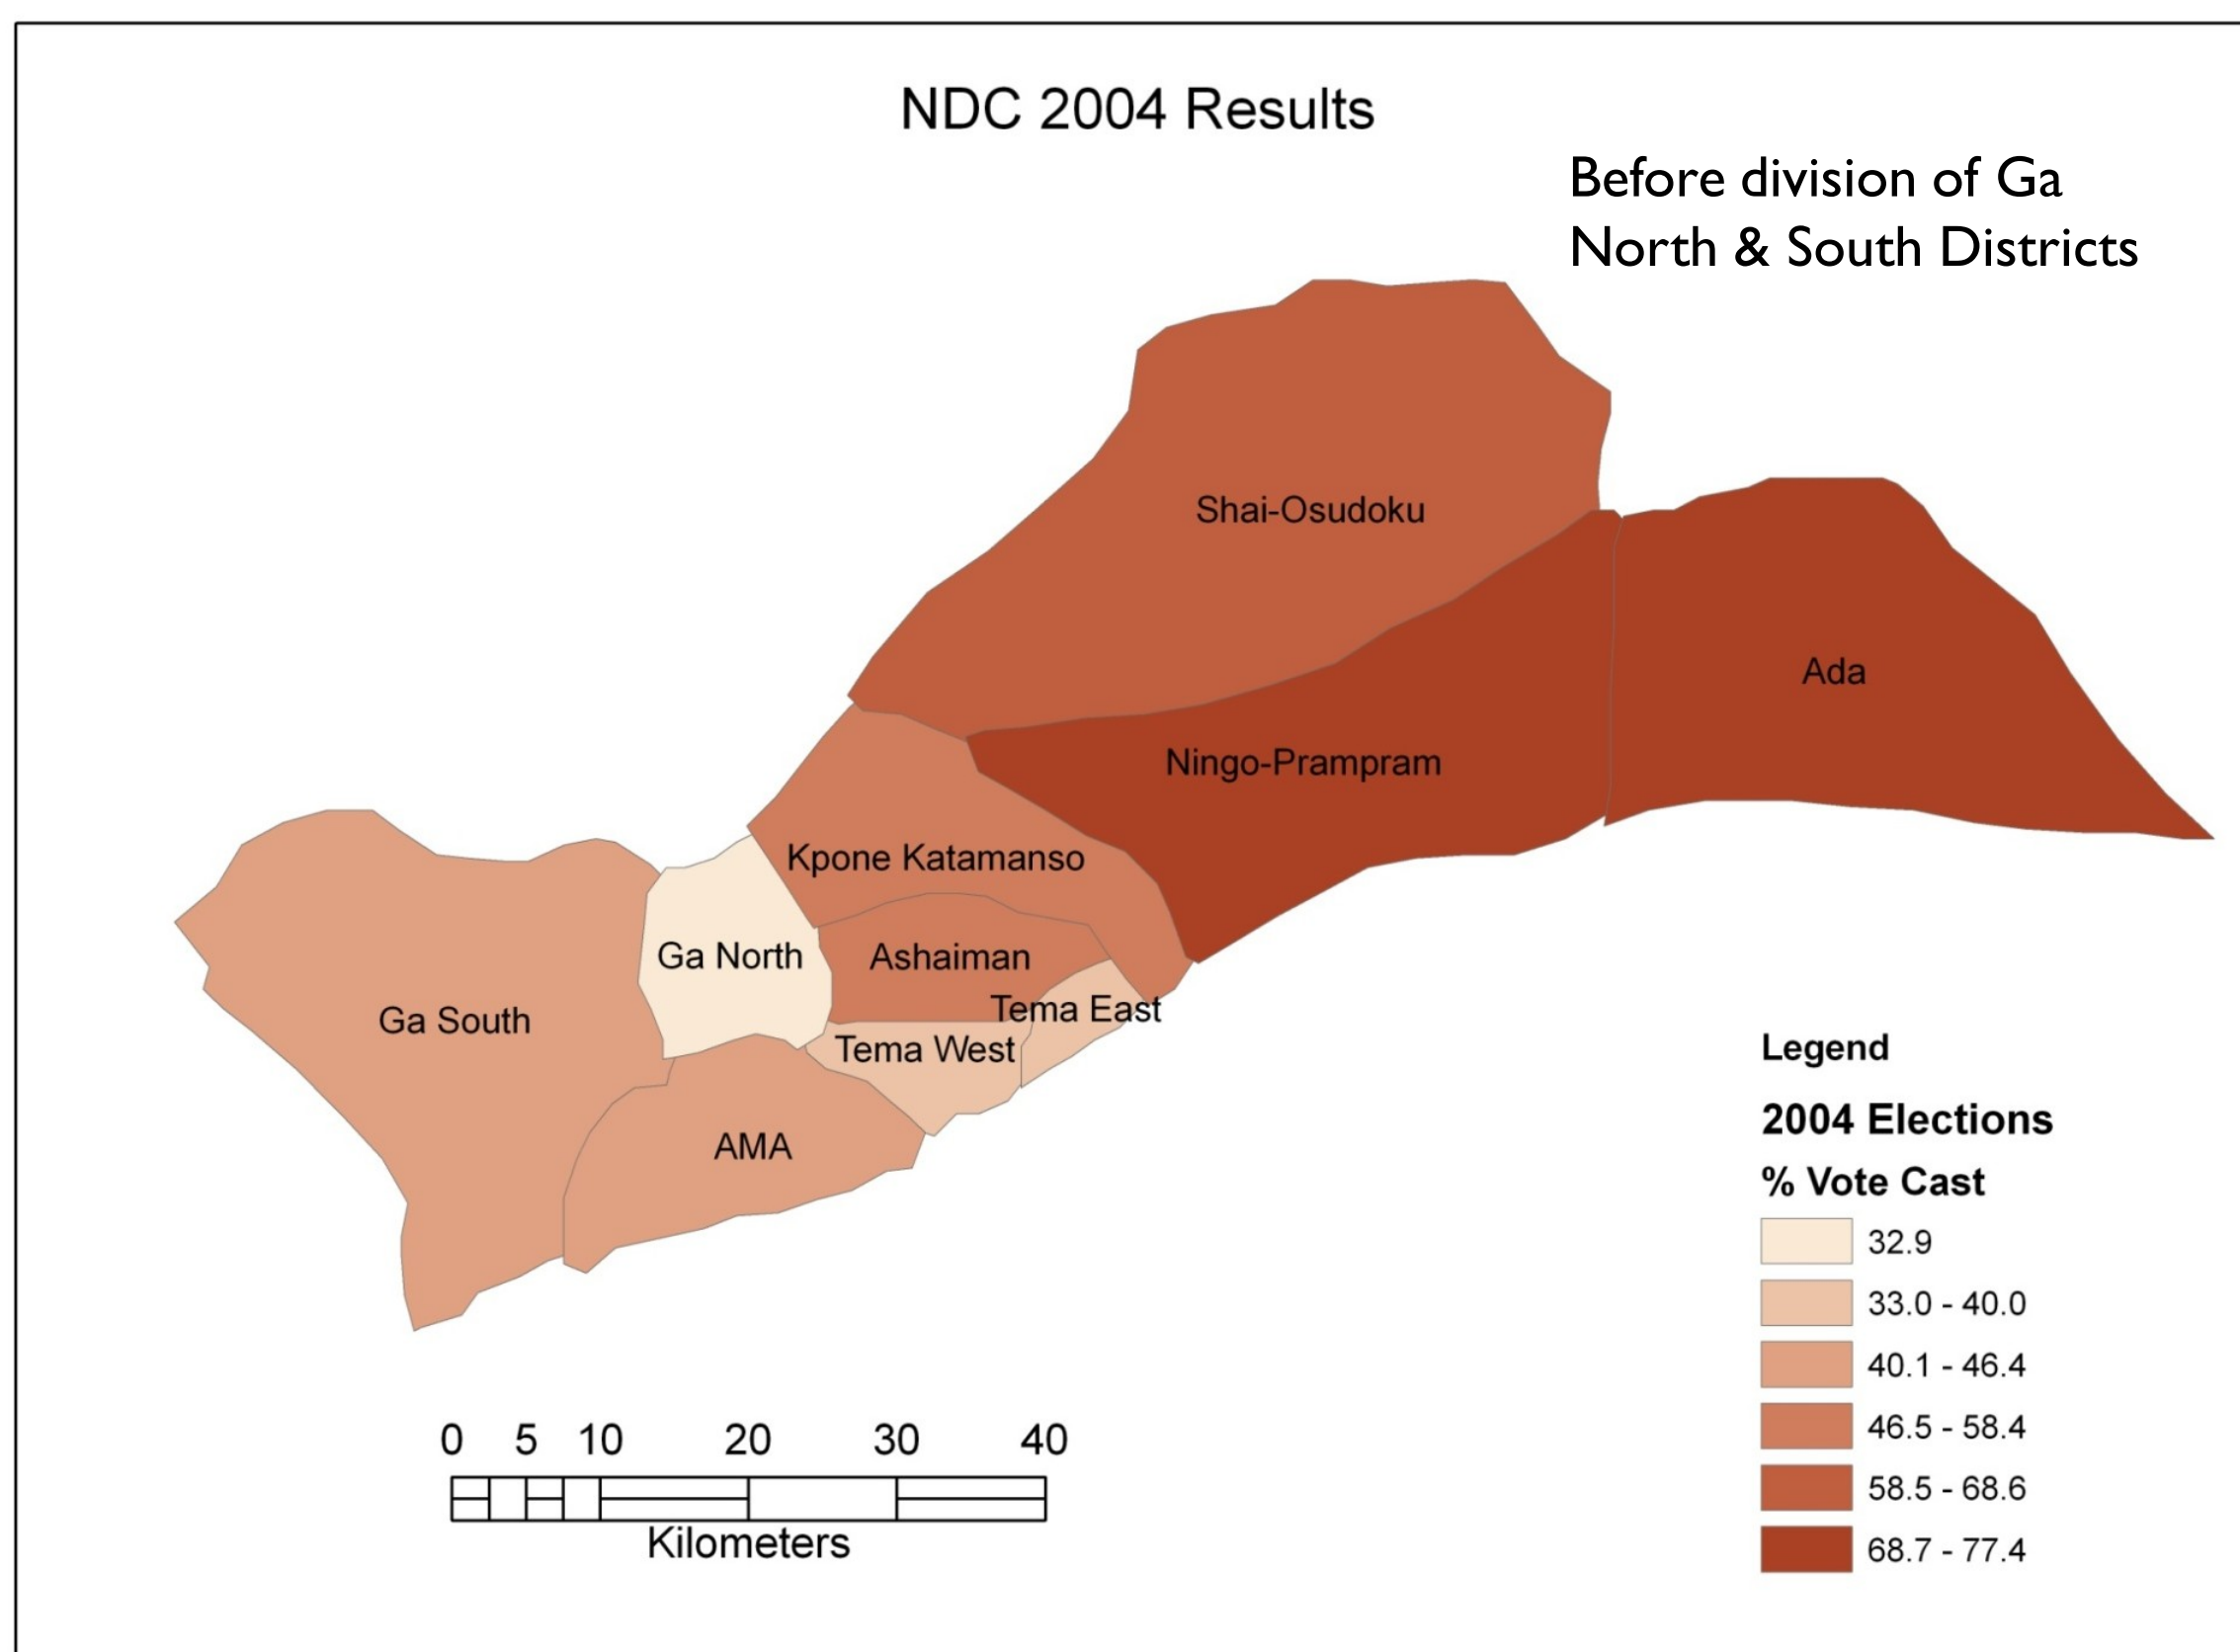 NDC 2004 Results
Before division of Ga
North & South Districts
Shai-Osudoku
Ada
Ningo-Prampram
Kpone Katamanso
Ga North
Ashaiman
Tema East
Ga South
Tema West
AMA
Legend
2004 Elections
% Vote Cast
32.9
33.0 - 40.0
40.1 - 46.4
46.5 - 58.4
58.5 - 68.6
68.7 - 77.4
0 5 10 20 30 40
Kilometers